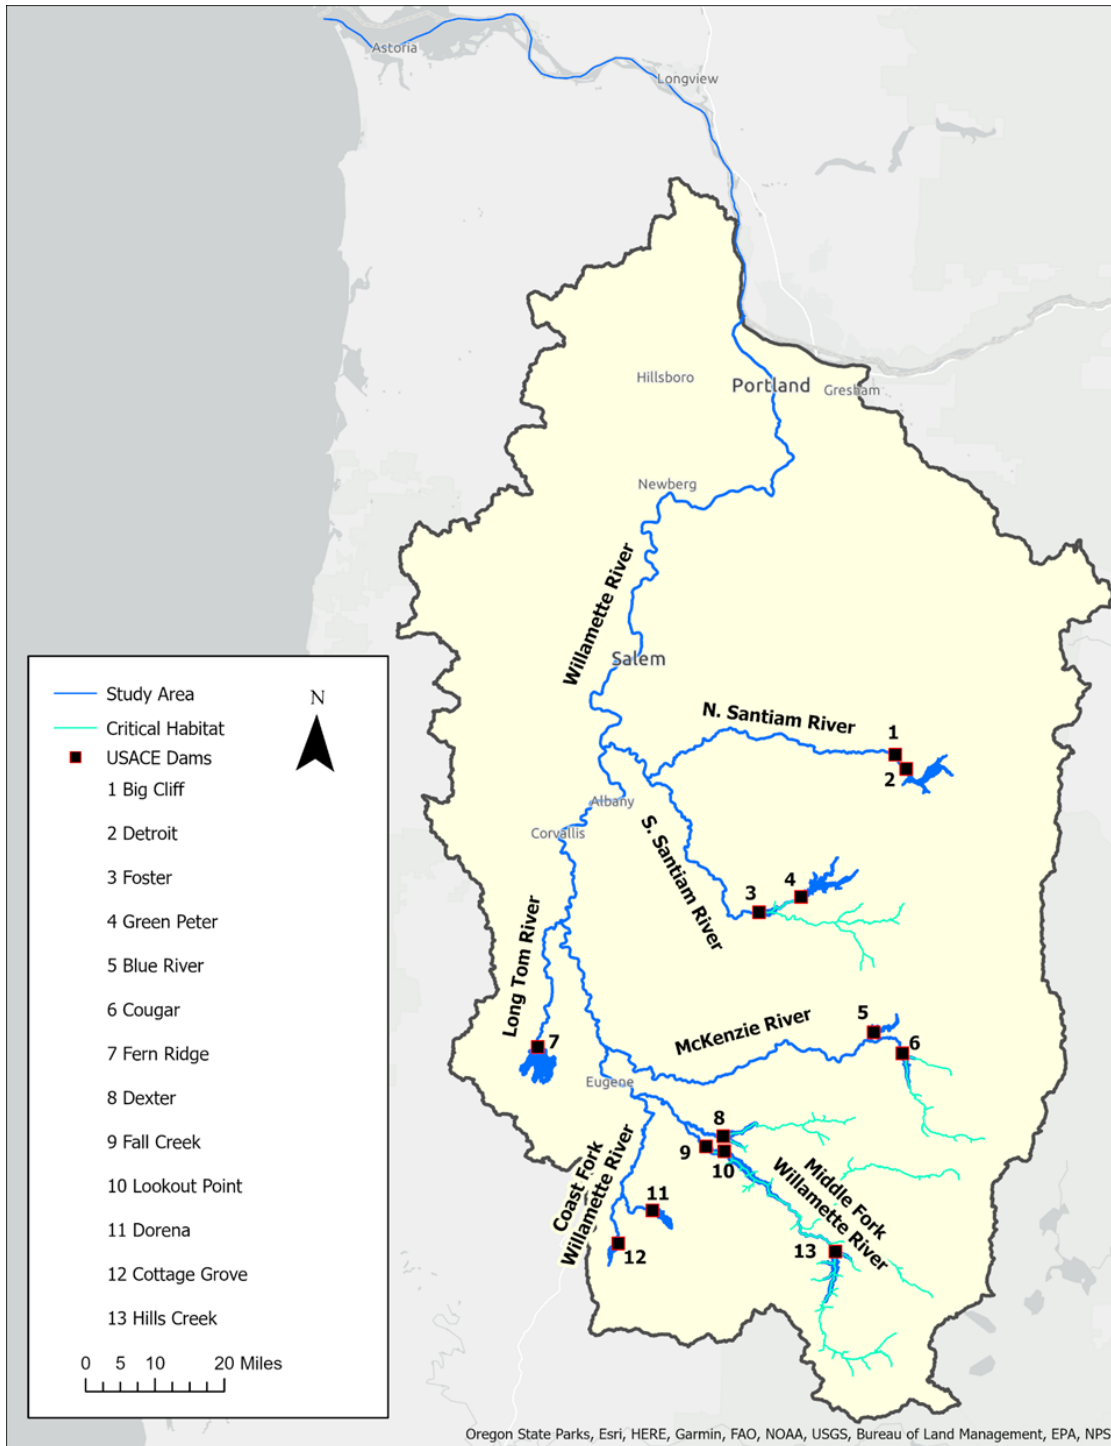 Astoria
Longview
Hillsboro
Portland
Gresham
Newberg
Willamette River
Salem
N. Santiam River
1
2
Albany
Corvallis
S. Santiam River
3
4
Long Tom River
7
McKenzie River
5
6
Eugene
8
9
10
Coast Fork
Willamette River
Middle Fork
Willamette River
11
12
13
Study Area
N
Critical Habitat
USACE Dams
1 Big Cliff
2 Detroit
3 Foster
4 Green Peter
5 Blue River
6 Cougar
7 Fern Ridge
8 Dexter
9 Fall Creek
10 Lookout Point
11 Dorena
12 Cottage Grove
13 Hills Creek
0 5 10 20 Miles
Oregon State Parks, Esri, HERE, Garmin, FAO, NOAA, USGS, Bureau of Land Management, EPA, NPS